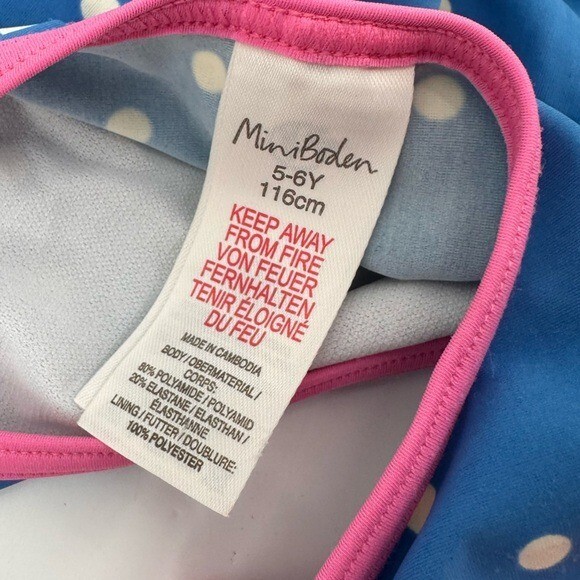 MiniBoden
5-6Y
116cm
KEEP AWAY
FROM FIRE
VON FEUER
FERNHALTEN
TENIR ÉLOIGNÉ
DU FEU
MADE IN CAMBODIA
BODY / OBERMATERIAL /
CORPS:
80% POLYAMIDE / POLYAMID
20% ELASTANE / ELASTHAN /
ÉLASTHANNE
LINING / FUTTER / DOUBLURE:
100% POLYESTER